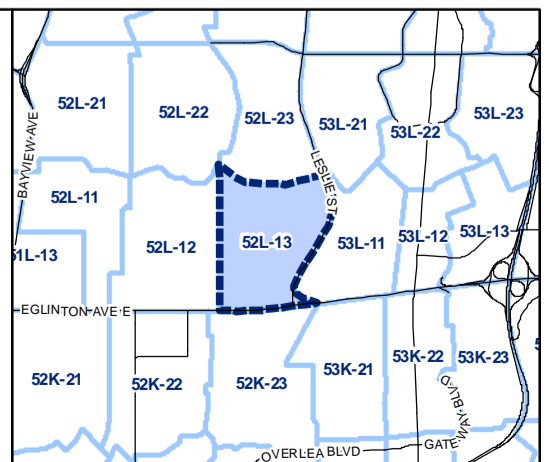 52L-21
52L-22
52L-23
53L-21
53L-22
53L-23
BAYVIEW AVE
LESLIE ST
52L-11
51L-13
52L-12
52L-13
53L-11
53L-12
53L-13
EGLINTON AVE E
52K-21
52K-22
52K-23
53K-21
53K-22
53K-23
OVERLEA BLVD
GATEWAY BLVD